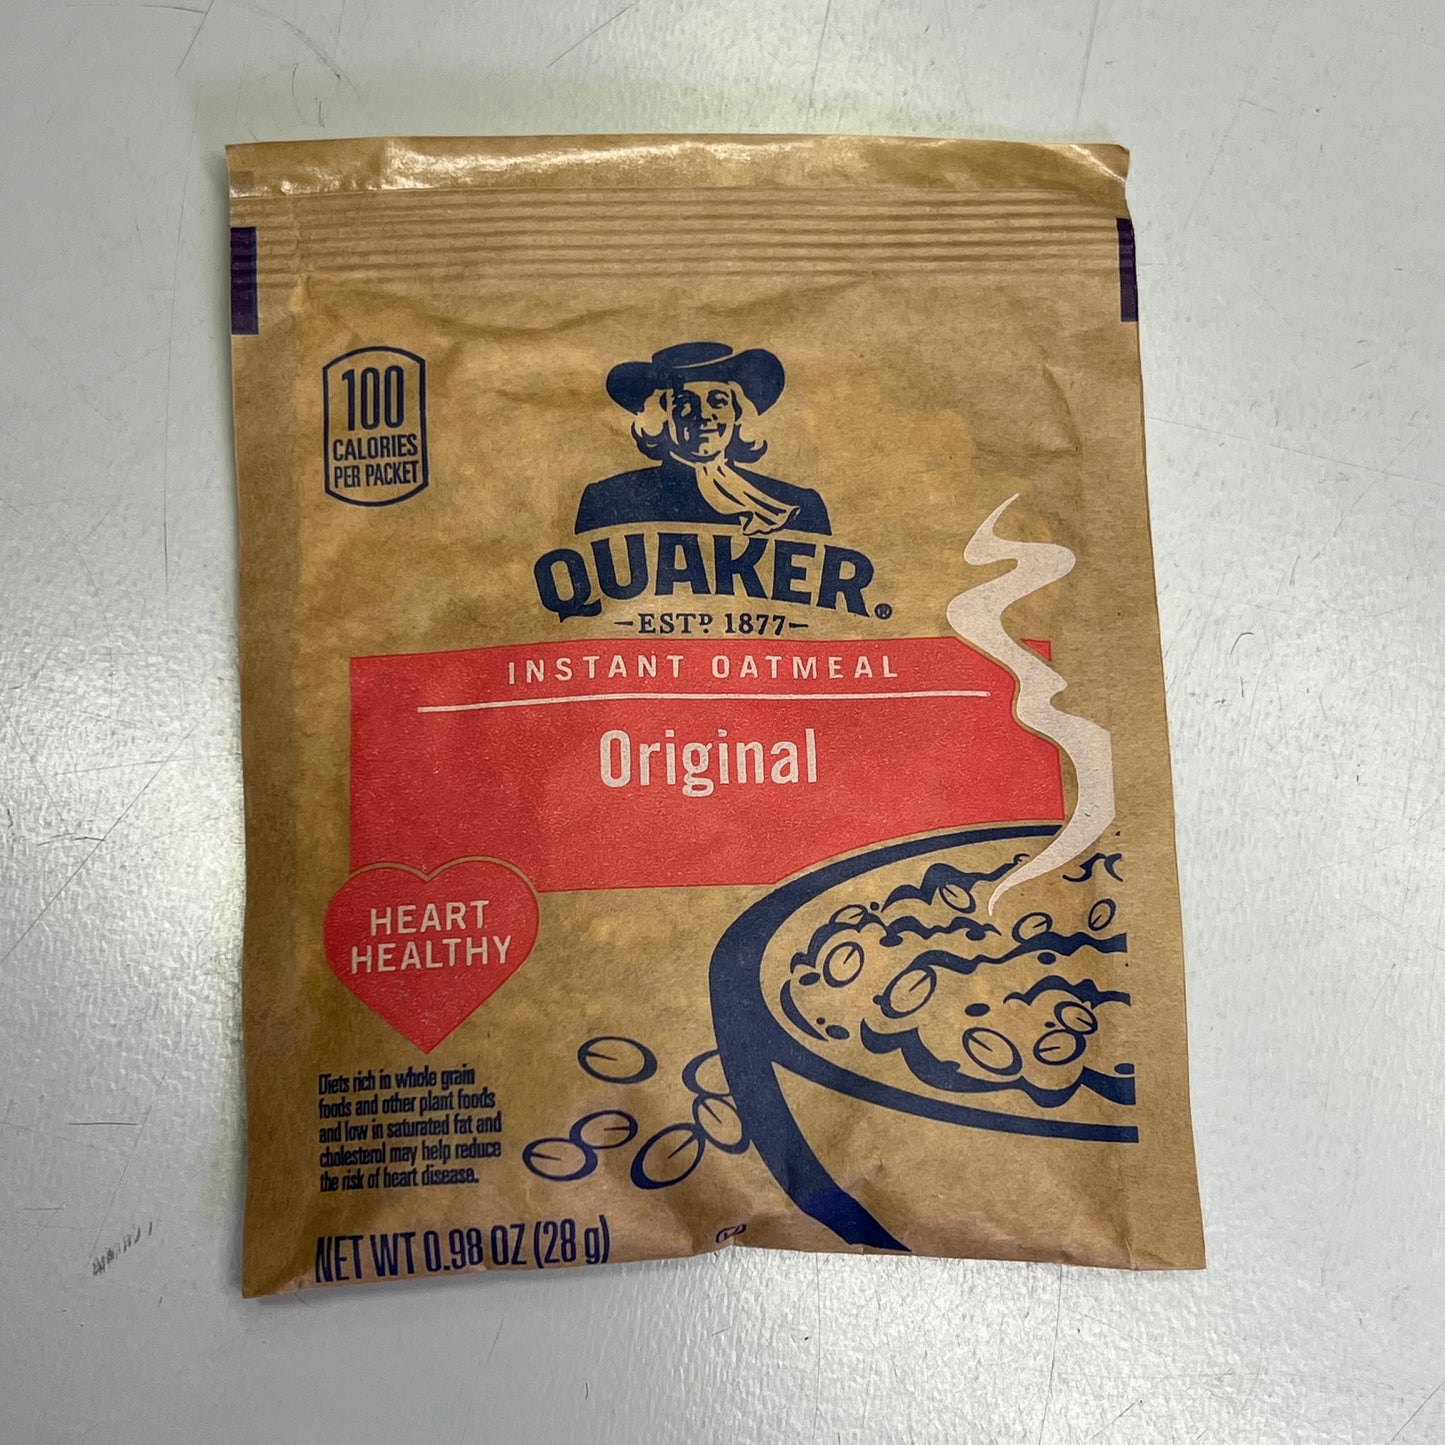 100
CALORIES
PER PACKET
QUAKER®
-ESTD 1877-
INSTANT OATMEAL
Original
HEART
HEALTHY
Diets rich in whole grain
foods and other plant foods
and low in saturated fat and
cholesterol may help reduce
the risk of heart disease.
NET WT 0.98 OZ (28 g)